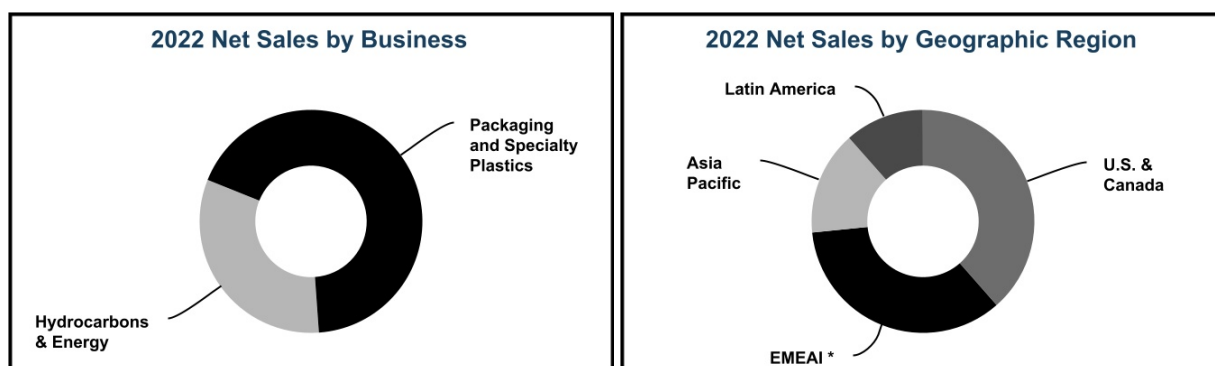 2022 Net Sales by Business
Packaging
and Specialty
Plastics
Hydrocarbons
& Energy
2022 Net Sales by Geographic Region
Latin America
Asia
Pacific
U.S. &
Canada
EMEAI *